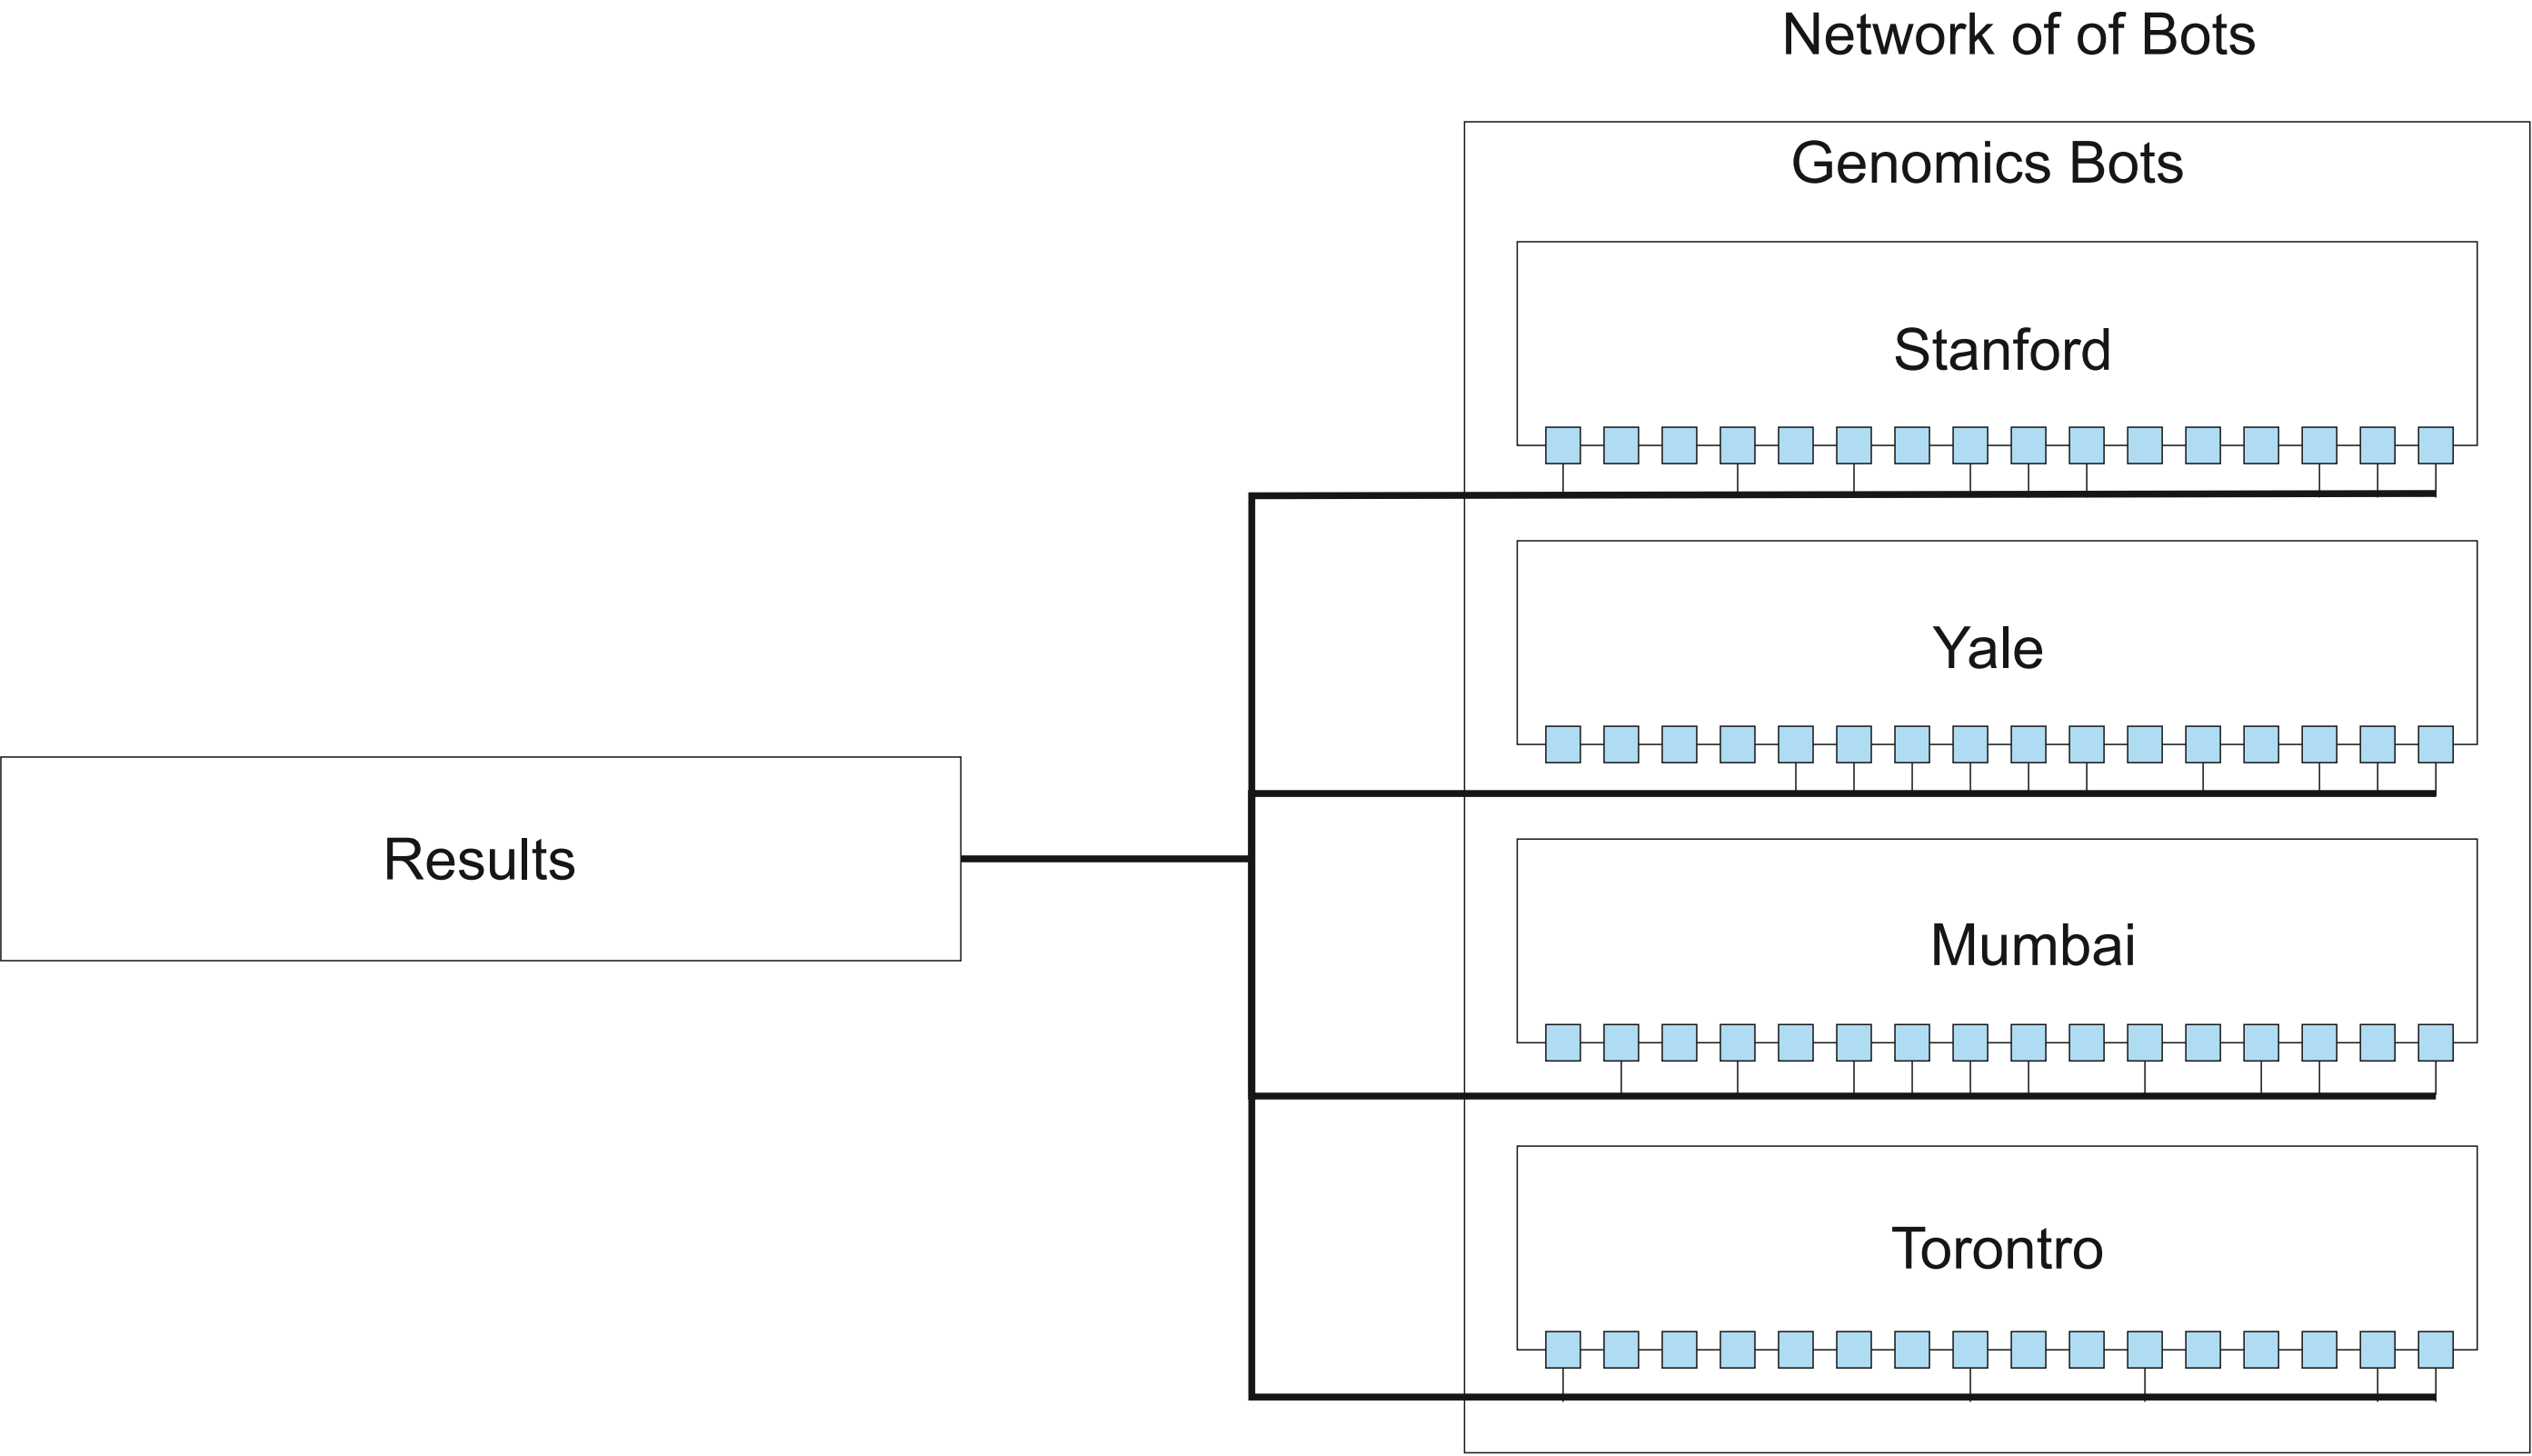 Network of of Bots
Genomics Bots
Stanford
Yale
Results
Mumbai
Torontro